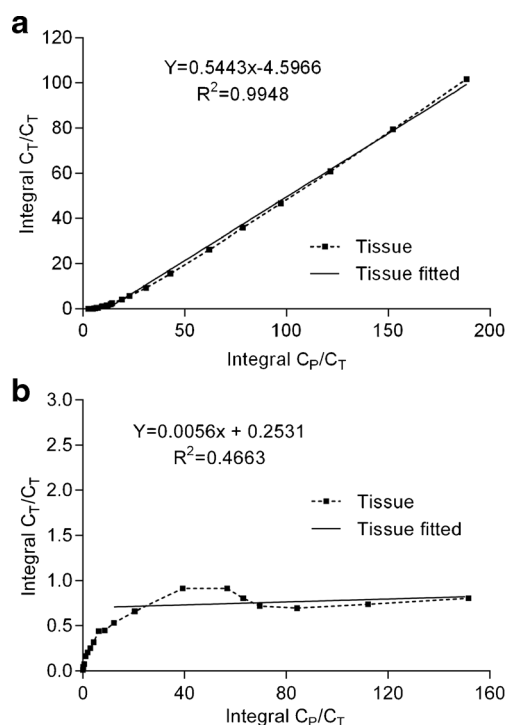 a
Y=0.5443x-4.5966
R²=0.9948
Integral C_T/C_T
120
100
80
60
40
20
0
Tissue
Tissue fitted
0 50 100 150 200
Integral C_P/C_T
b
Y=0.0056x + 0.2531
R²=0.4663
Integral C_T/C_T
3.0
2.5
2.0
1.5
1.0
0.5
0.0
Tissue
Tissue fitted
0 40 80 120 160
Integral C_P/C_T